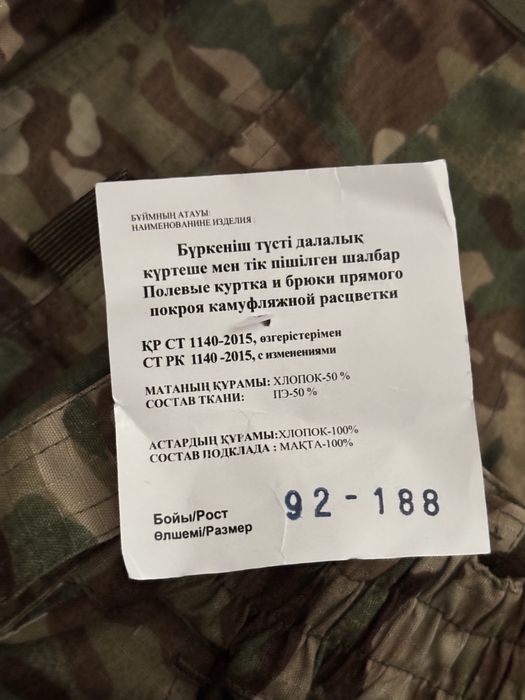 БҰЙМНЫҢ АТАУЫ:
НАИМЕНОВАНИНЕ ИЗДЕЛИЯ :
Бүркеніш түсті далалық
күртеше мен тік пішілген шалбар
Полевые куртка и брюки прямого
покроя камуфляжной расцветки
ҚР СТ 1140-2015, өзгерістерімен
СТ РК 1140 -2015, с изменениями
МАТАНЫҢ ҚҰРАМЫ: ХЛОПОК-50 %
СОСТАВ ТКАНИ: ПЭ-50 %
АСТАРДЫҢ ҚҰРАМЫ:ХЛОПОК-100%
СОСТАВ ПОДКЛАДА : МАҚТА-100%
Бойы/Рост 92-188
Өлшемі/Размер